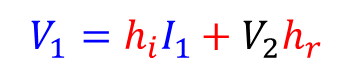 V₁ = hᵢI₁ + V₂hᵣ